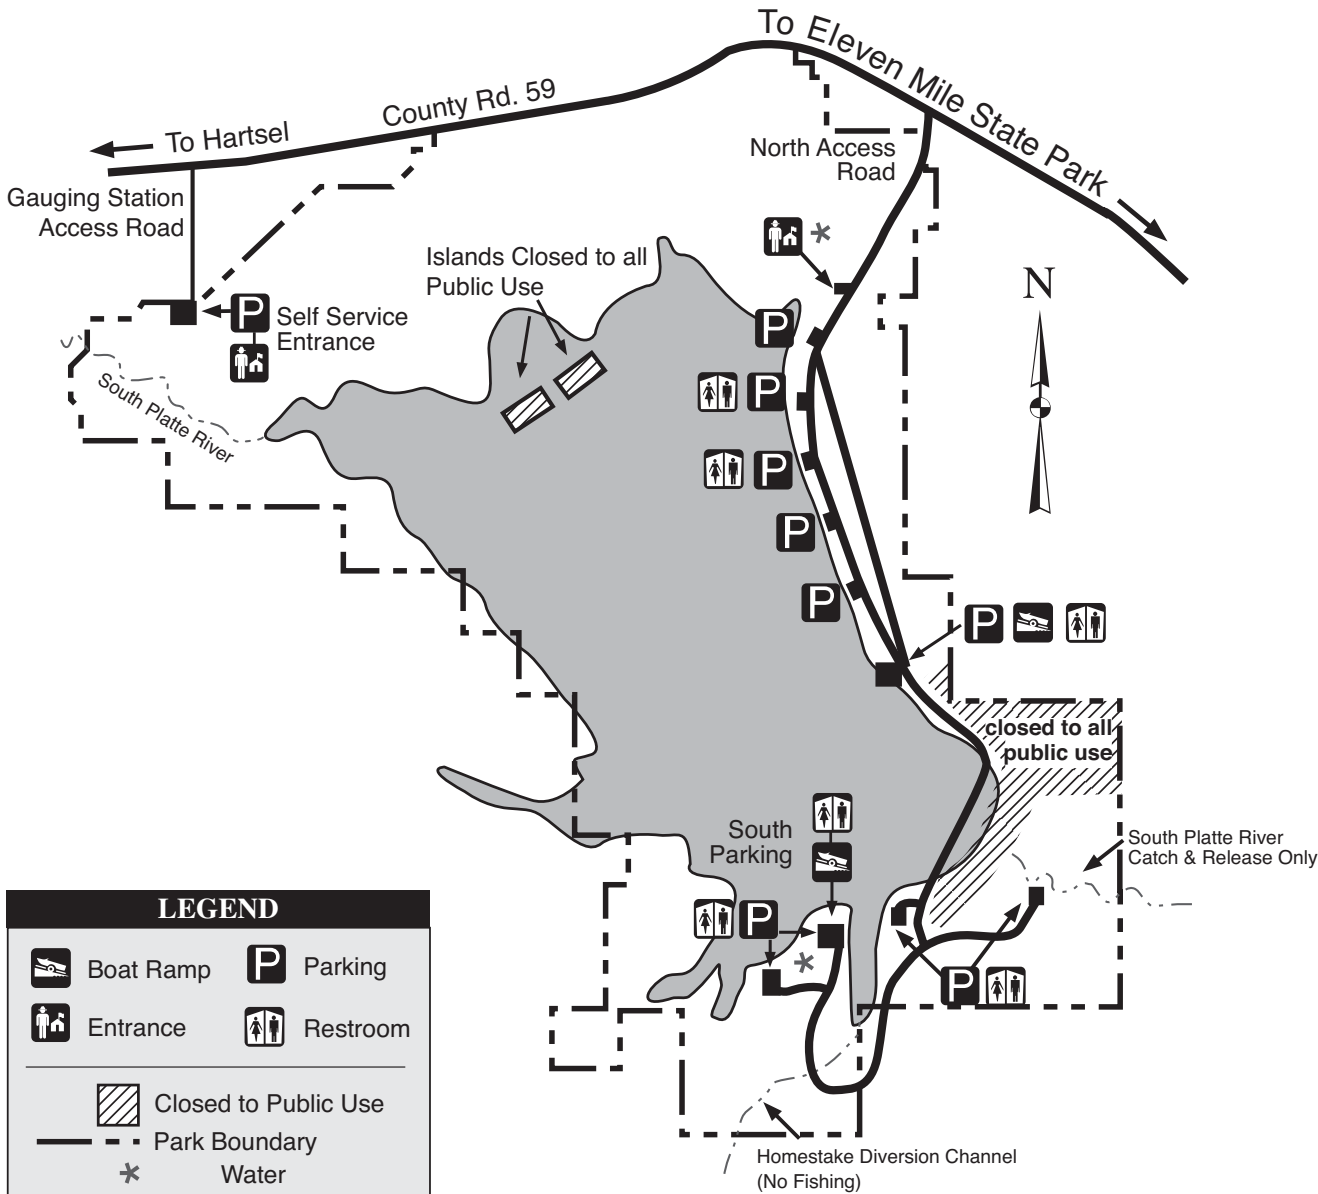 To Eleven Mile State Park
County Rd. 59
To Hartsel
North Access
Road
Gauging Station
Access Road
Islands Closed to all
Public Use
N
P
Self Service
Entrance
P
South Platte River
P
P
P
P
P
closed to all
public use
South
Parking
South Platte River
Catch & Release Only
P
P
LEGEND
Boat Ramp
P Parking
Entrance
Restroom
Closed to Public Use
Park Boundary
Water
Homestake Diversion Channel
(No Fishing)